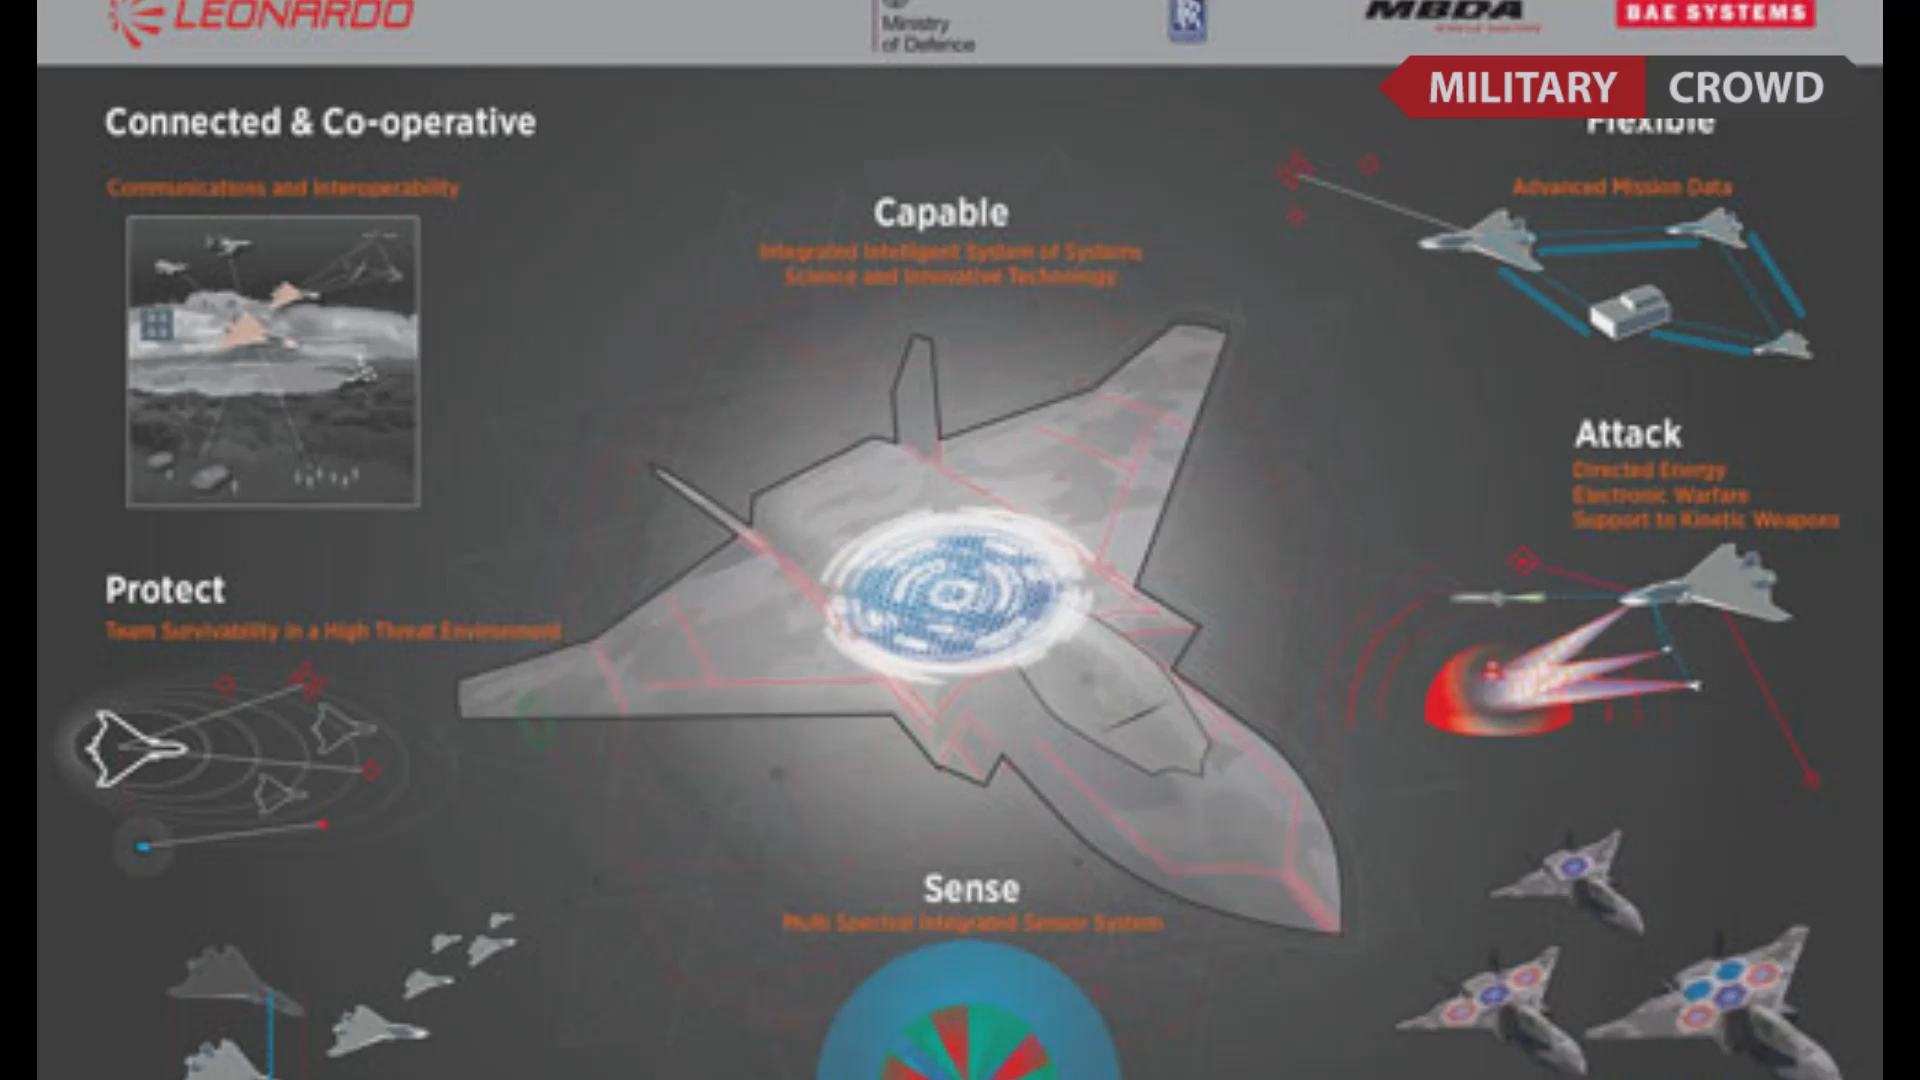 LEONARDO
Ministry
of Defence
MBDA
BAE SYSTEMS
MILITARY CROWD
Connected & Co-operative
Communications and Interoperability
Capable
Integrated Intelligent System of Systems
Science and Innovative Technology
Flexible
Advanced Mission Data
Attack
Directed Energy
Electronic Warfare
Support to Kinetic Weapons
Protect
Team Survivability in a High Threat Environment
Sense
Multi Spectral Integrated Sensor System